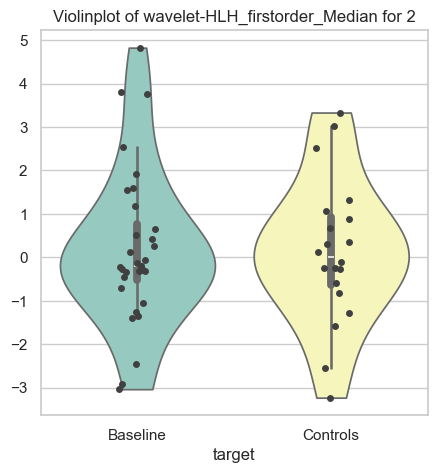 Violinplot of wavelet-HLH_firstorder_Median for 2
5
4
3
2
1
0
−1
−2
−3
Baseline
Controls
target